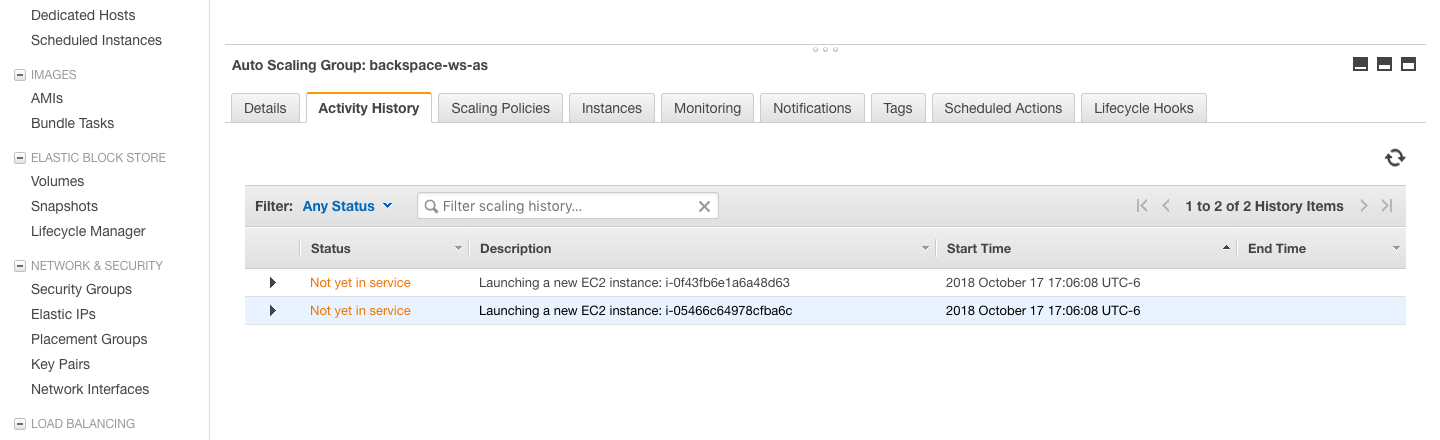 Dedicated Hosts
Scheduled Instances
IMAGES
AMIs
Bundle Tasks
ELASTIC BLOCK STORE
Volumes
Snapshots
Lifecycle Manager
NETWORK & SECURITY
Security Groups
Elastic IPs
Placement Groups
Key Pairs
Network Interfaces
LOAD BALANCING
Auto Scaling Group: backspace-ws-as
Details Activity History Scaling Policies Instances Monitoring Notifications Tags Scheduled Actions Lifecycle Hooks
Filter: Any Status Filter scaling history... 1 to 2 of 2 History Items
Status Description Start Time End Time
Not yet in service Launching a new EC2 instance: i-0f43fb6e1a6a48d63 2018 October 17 17:06:08 UTC-6
Not yet in service Launching a new EC2 instance: i-05466c64978cfba6c 2018 October 17 17:06:08 UTC-6